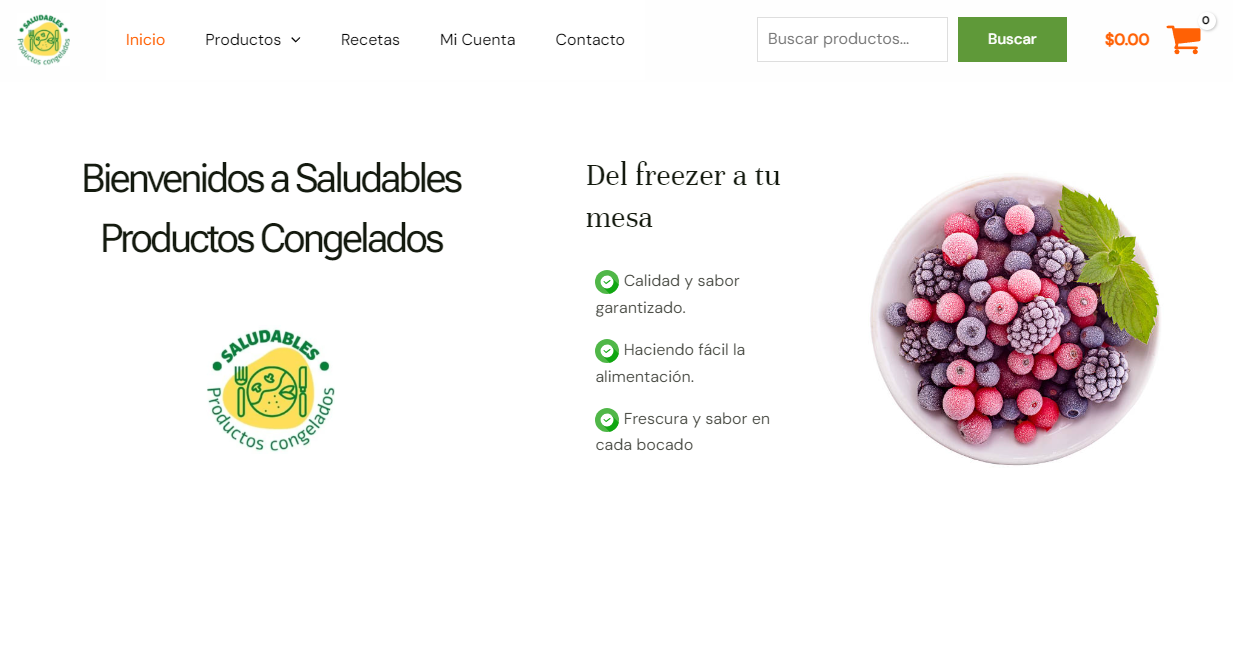 SALUDABLES
Productos congelados
Inicio
Productos
Recetas
Mi Cuenta
Contacto
Buscar productos...
Buscar
$0.00
0
Bienvenidos a Saludables
Productos Congelados
SALUDABLES
Productos congelados
Del freezer a tu
mesa
Calidad y sabor
garantizado.
Haciendo fácil la
alimentación.
Frescura y sabor en
cada bocado